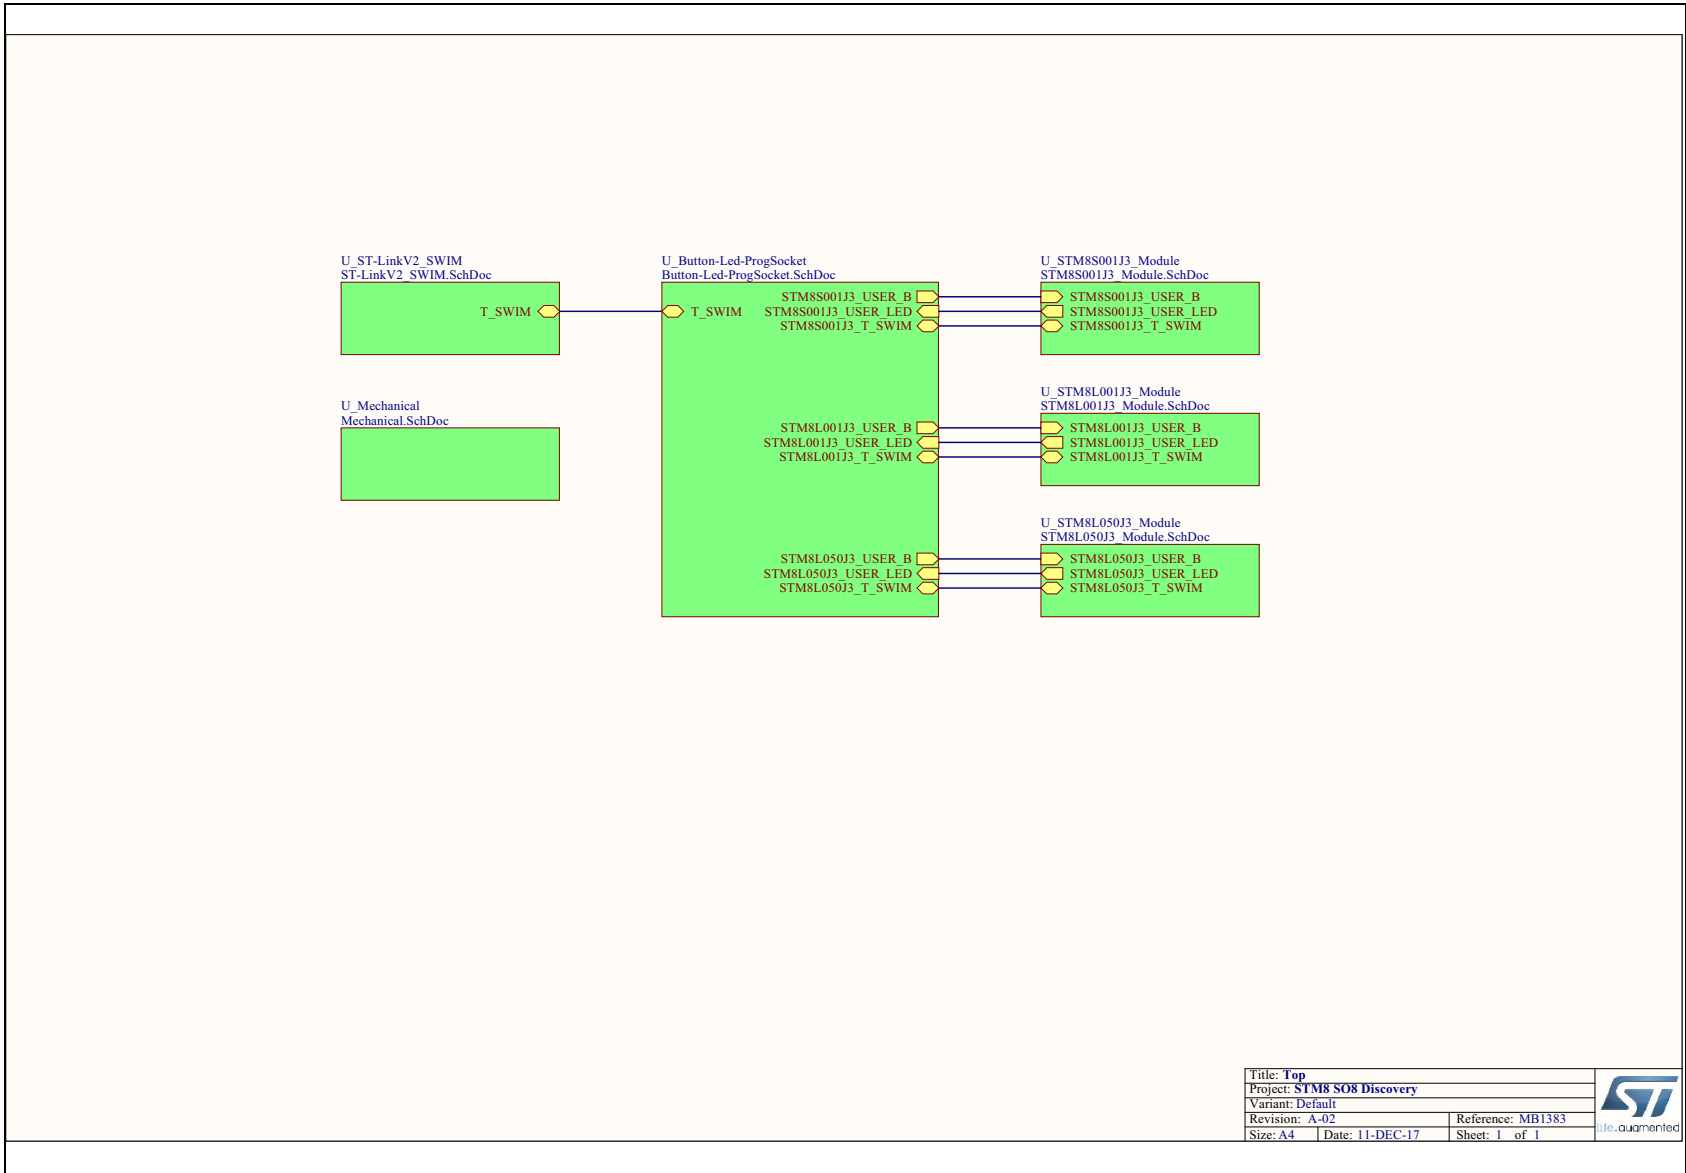 U_ST-LinkV2_SWIM
ST-LinkV2_SWIM.SchDoc
T_SWIM
U_Mechanical
Mechanical.SchDoc
U_Button-Led-ProgSocket
Button-Led-ProgSocket.SchDoc
T_SWIM
STM8S001J3_USER_B
STM8S001J3_USER_LED
STM8S001J3_T_SWIM
STM8L001J3_USER_B
STM8L001J3_USER_LED
STM8L001J3_T_SWIM
STM8L050J3_USER_B
STM8L050J3_USER_LED
STM8L050J3_T_SWIM
U_STM8S001J3_Module
STM8S001J3_Module.SchDoc
STM8S001J3_USER_B
STM8S001J3_USER_LED
STM8S001J3_T_SWIM
U_STM8L001J3_Module
STM8L001J3_Module.SchDoc
STM8L001J3_USER_B
STM8L001J3_USER_LED
STM8L001J3_T_SWIM
U_STM8L050J3_Module
STM8L050J3_Module.SchDoc
STM8L050J3_USER_B
STM8L050J3_USER_LED
STM8L050J3_T_SWIM
Title: Top
Project: STM8 SO8 Discovery
Variant: Default
Revision: A-02 Reference: MB1383
Size: A4 Date: 11-DEC-17 Sheet: 1 of 1
ST
life.augmented